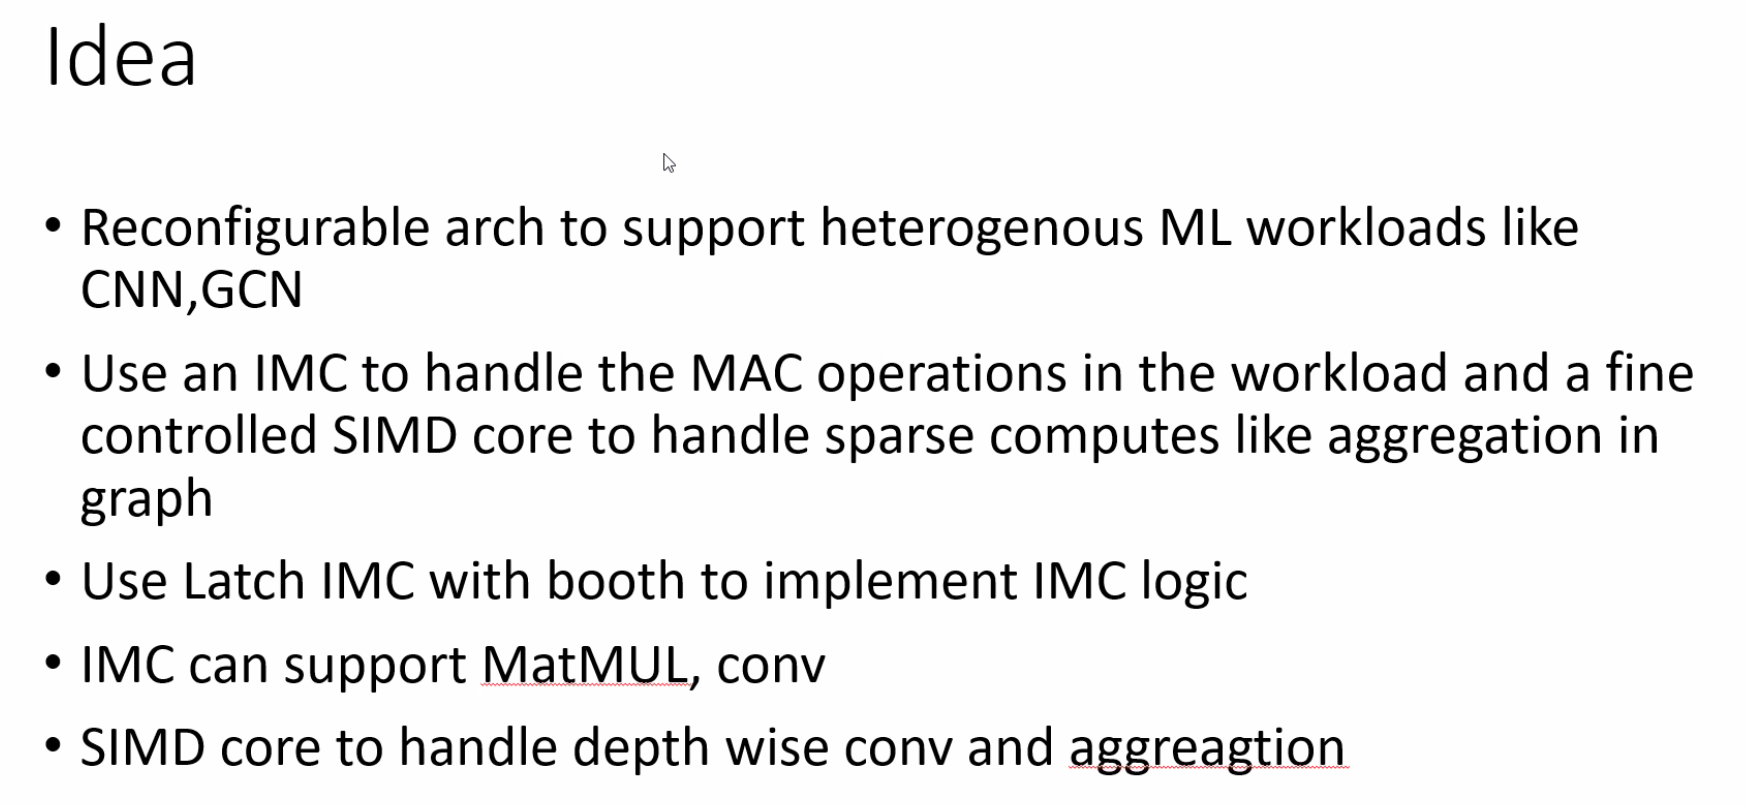 Idea
• Reconfigurable arch to support heterogenous ML workloads like
CNN,GCN
• Use an IMC to handle the MAC operations in the workload and a fine
controlled SIMD core to handle sparse computes like aggregation in
graph
• Use Latch IMC with booth to implement IMC logic
• IMC can support MatMUL, conv
• SIMD core to handle depth wise conv and aggreagtion